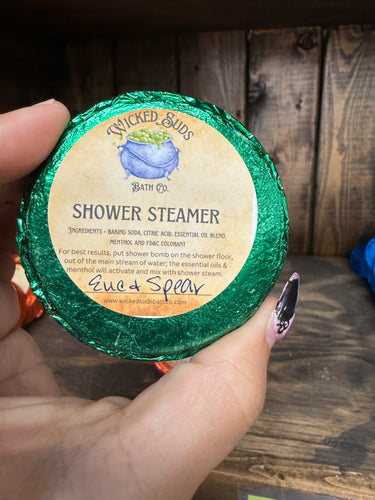 Wicked Suds
Bath Co.
SHOWER STEAMER
Ingredients - Baking Soda, Citric Acid, Essential Oil Blend,
Menthol and FD&C Colorant
For best results, put shower bomb on the shower floor,
out of the main stream of water; the essential oils &
menthol will activate and mix with shower steam.
Euc & Spear
www.wickedsudsbathco.com